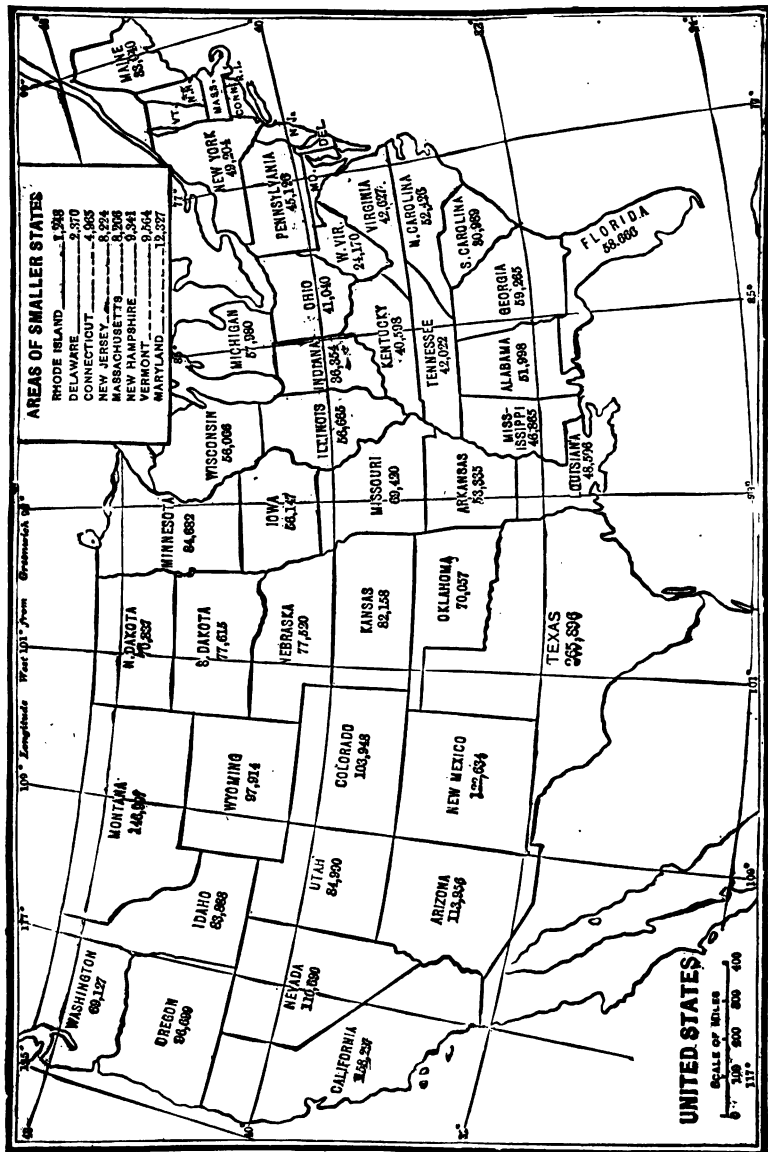 Longitude West 101° from Greenwich
AREAS OF SMALLER STATES
RHODE ISLAND 1,248
DELAWARE 2,370
CONNECTICUT 4,965
NEW JERSEY 8,224
MASSACHUSETTS 8,266
NEW HAMPSHIRE 9,341
VERMONT 9,564
MARYLAND 12,327
WASHINGTON
69,127
OREGON
96,699
CALIFORNIA
IDAHO
83,888
NEVADA
110,690
MONTANA
WYOMING
97,914
UTAH
84,990
ARIZONA
113,956
COLORADO
103,948
NEW MEXICO
122,634
N. DAKOTA
S. DAKOTA
77,615
NEBRASKA
77,520
KANSAS
82,158
OKLAHOMA
70,057
TEXAS
265,896
MINNESOTA
84,682
IOWA
56,147
MISSOURI
69,420
ARKANSAS
53,335
LOUISIANA
48,506
WISCONSIN
56,066
ILLINOIS
56,665
MISS-
ISSIPPI
46,865
MICHIGAN
57,980
INDIANA
36,354
OHIO
41,040
KENTUCKY
40,598
TENNESSEE
42,022
ALABAMA
51,998
GEORGIA
59,265
FLORIDA
58,666
S. CAROLINA
30,989
N. CAROLINA
52,426
VIRGINIA
42,627
W. VIR.
24,170
PENNSYLVANIA
45,126
NEW YORK
49,204
MAINE
VT.
N.H.
MASS.
CONN.
R.I.
N.J.
DEL.
MD.
UNITED STATES
SCALE OF MILES
0 100 200 300 400
117°